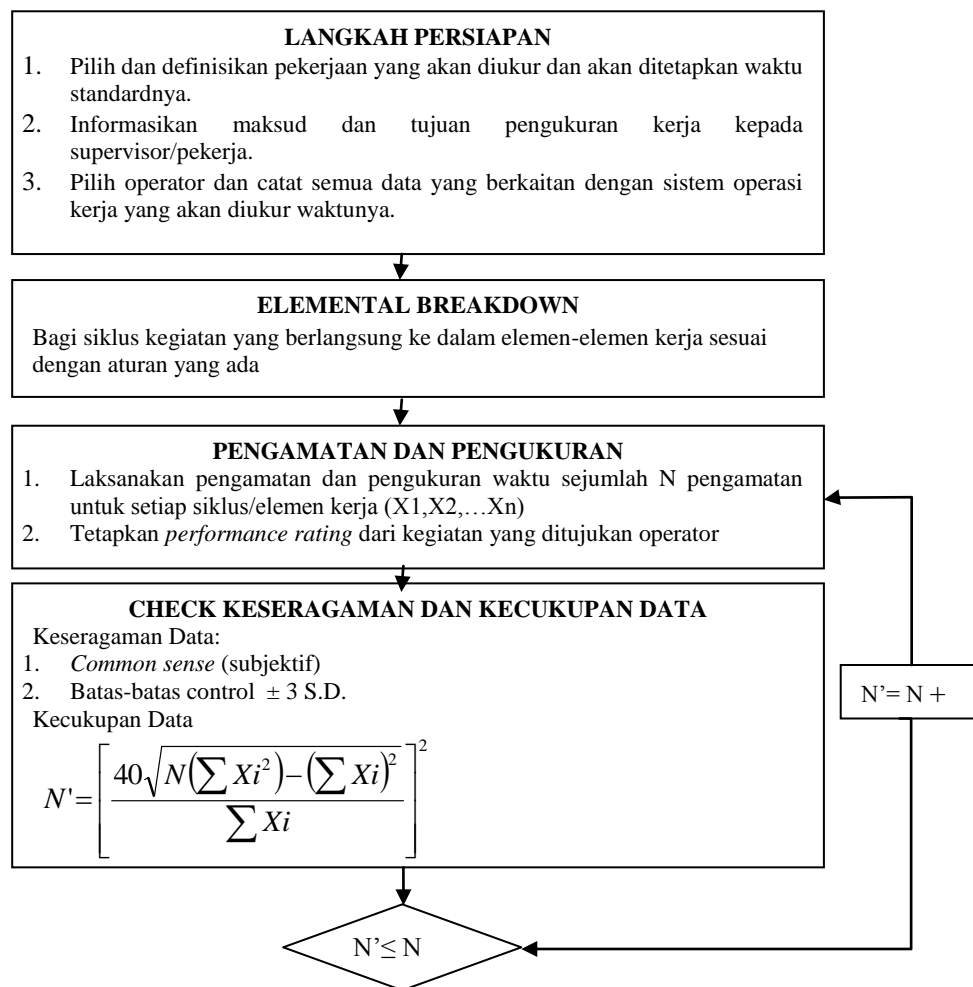 LANGKAH PERSIAPAN
1. Pilih dan definisikan pekerjaan yang akan diukur dan akan ditetapkan waktu
standardnya.
2. Informasikan maksud dan tujuan pengukuran kerja kepada
supervisor/pekerja.
3. Pilih operator dan catat semua data yang berkaitan dengan sistem operasi
kerja yang akan diukur waktunya.
ELEMENTAL BREAKDOWN
Bagi siklus kegiatan yang berlangsung ke dalam elemen-elemen kerja sesuai
dengan aturan yang ada
PENGAMATAN DAN PENGUKURAN
1. Laksanakan pengamatan dan pengukuran waktu sejumlah N pengamatan
untuk setiap siklus/elemen kerja (X1,X2,…Xn)
2. Tetapkan performance rating dari kegiatan yang ditujukan operator
CHECK KESERAGAMAN DAN KECUKUPAN DATA
Keseragaman Data:
1. Common sense (subjektif)
2. Batas-batas control ± 3 S.D.
Kecukupan Data
N'=[40√(N(∑Xi²)−(∑Xi)²)/∑Xi]²
N'= N +
N'≤ N